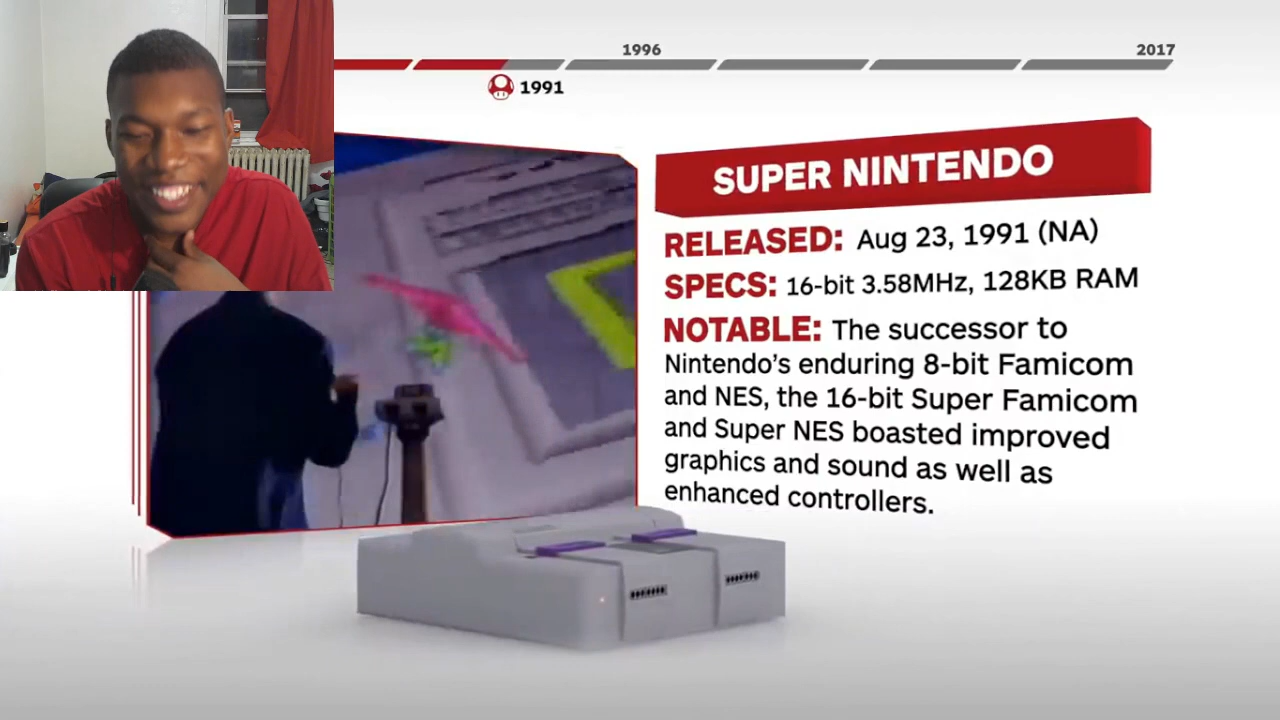 1996
2017
1991
SUPER NINTENDO
RELEASED: Aug 23, 1991 (NA)
SPECS: 16-bit 3.58MHz, 128KB RAM
NOTABLE: The successor to
Nintendo's enduring 8-bit Famicom
and NES, the 16-bit Super Famicom
and Super NES boasted improved
graphics and sound as well as
enhanced controllers.